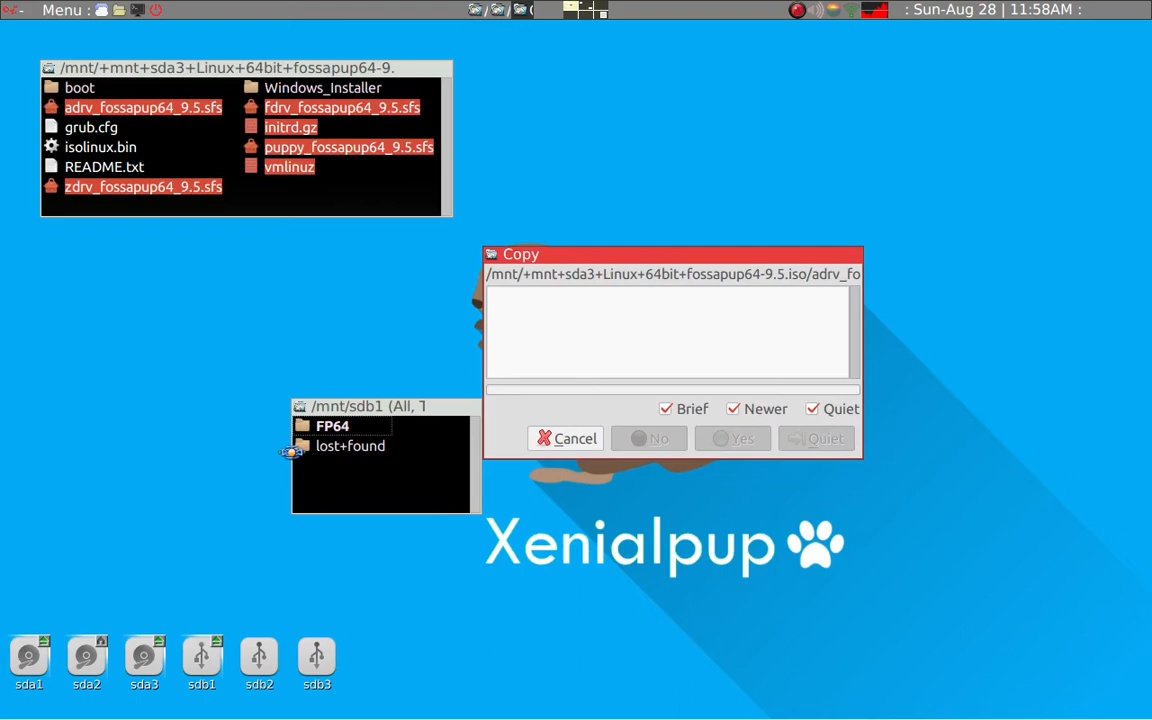 Menu :
: Sun-Aug 28 | 11:58AM :
/mnt/+mnt+sda3+Linux+64bit+fossapup64-9.
boot
Windows_Installer
adrv_fossapup64_9.5.sfs
fdrv_fossapup64_9.5.sfs
grub.cfg
initrd.gz
isolinux.bin
puppy_fossapup64_9.5.sfs
README.txt
vmlinuz
zdrv_fossapup64_9.5.sfs
Copy
/mnt/+mnt+sda3+Linux+64bit+fossapup64-9.5.iso/adrv_fo
Brief
Newer
Quiet
Cancel
No
Yes
Quiet
/mnt/sdb1 (All, T
FP64
lost+found
Xenialpup
sda1
sda2
sda3
sdb1
sdb2
sdb3